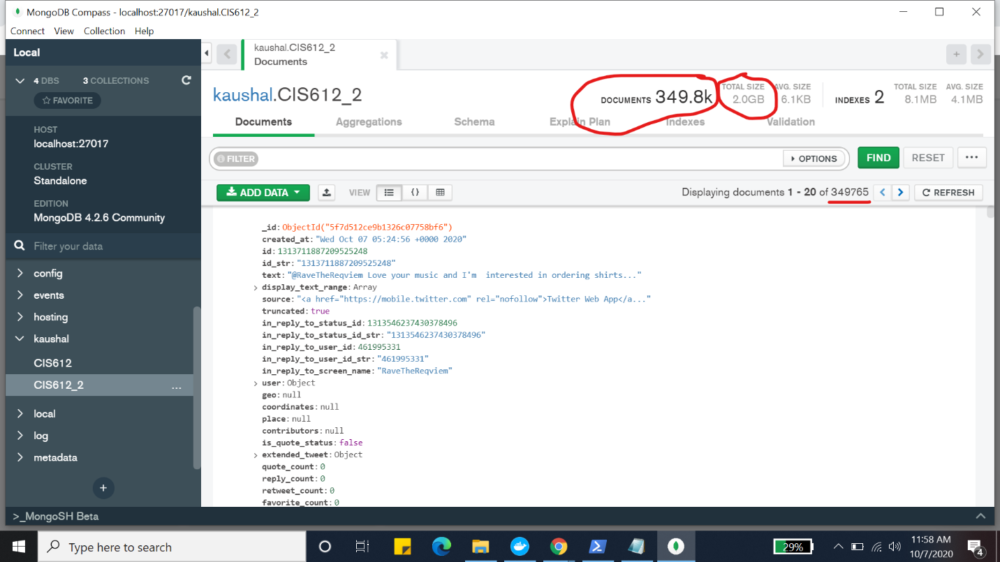 MongoDB Compass - localhost:27017/kaushal.CIS612_2
Connect View Collection Help
Local
4 DBS 3 COLLECTIONS
FAVORITE
HOST
localhost:27017
CLUSTER
Standalone
EDITION
MongoDB 4.2.6 Community
Filter your data
config
events
hosting
kaushal
CIS612
CIS612_2 ...
local
log
metadata
+
kaushal.CIS612_2
Documents
+
kaushal.CIS612_2
DOCUMENTS 349.8k
TOTAL SIZE 2.0GB
AVG. SIZE 6.1KB
INDEXES 2
TOTAL SIZE 8.1MB
AVG. SIZE 4.1MB
Documents Aggregations Schema Explain Plan Indexes Validation
FILTER OPTIONS FIND RESET ...
ADD DATA VIEW {} Displaying documents 1 - 20 of 349765 REFRESH
_id: ObjectId("5f7d512ce9b1326c07758bf6")
created_at: "Wed Oct 07 05:24:56 +0000 2020"
id: 1313711887209525248
id_str: "1313711887209525248"
text: "@RaveTheReqviem Love your music and I'm interested in ordering shirts..."
display_text_range: Array
source: "<a href="https://mobile.twitter.com" rel="nofollow">Twitter Web App</a..."
truncated: true
in_reply_to_status_id: 1313546237430378496
in_reply_to_status_id_str: "1313546237430378496"
in_reply_to_user_id: 461995331
in_reply_to_user_id_str: "461995331"
in_reply_to_screen_name: "RaveTheReqviem"
user: Object
geo: null
coordinates: null
place: null
contributors: null
is_quote_status: false
extended_tweet: Object
quote_count: 0
reply_count: 0
retweet_count: 0
favorite_count: 0
>_MongoSH Beta
Type here to search
29%
11:58 AM
10/7/2020
4